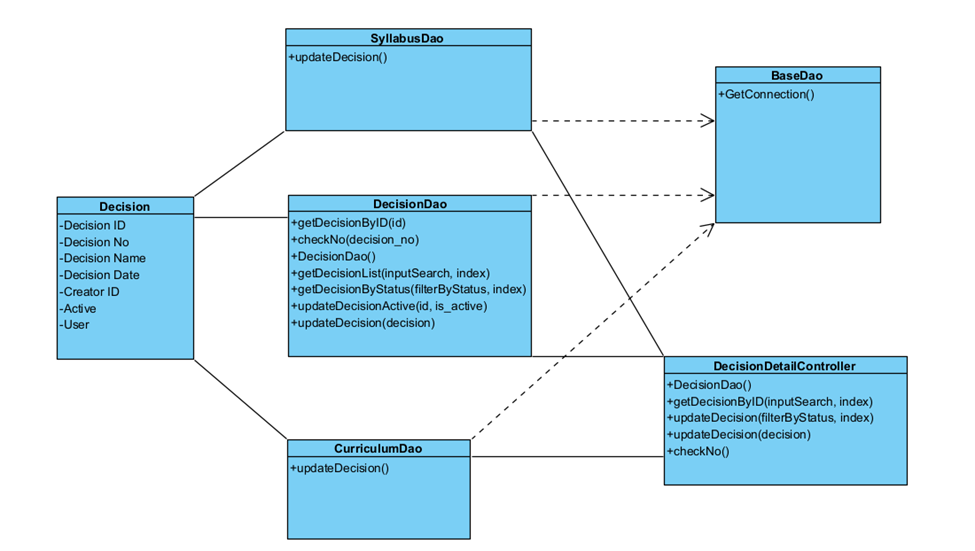 SyllabusDao
+updateDecision()
BaseDao
+GetConnection()
Decision
-Decision ID
-Decision No
-Decision Name
-Decision Date
-Creator ID
-Active
-User
DecisionDao
+getDecisionByID(id)
+checkNo(decision_no)
+DecisionDao()
+getDecisionList(inputSearch, index)
+getDecisionByStatus(filterByStatus, index)
+updateDecisionActive(id, is_active)
+updateDecision(decision)
DecisionDetailController
+DecisionDao()
+getDecisionByID(inputSearch, index)
+updateDecision(filterByStatus, index)
+updateDecision(decision)
+checkNo()
CurriculumDao
+updateDecision()